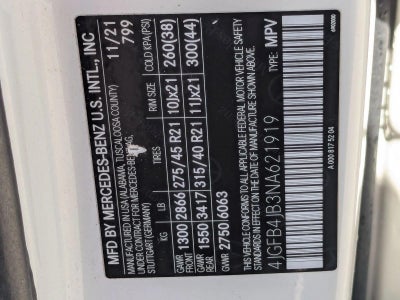 MFD BY MERCEDES-BENZ U.S. INTL., INC. 11/21
MANUFACTURED IN USA/ALABAMA, TUSCALOOSA COUNTY) 799
UNDER CONTRACT FOR MERCEDES-BENZ AG,
STUTTGART (GERMANY)
KG LB TIRES RIM SIZE COLD KPA(PSI)
GAWR FRONT 1300 2866 275/45 R21 10Jx21 260(38)
GAWR REAR 1550 3417 315/40 R21 11Jx21 300(44)
GVWR 2750 6063
THIS VEHICLE CONFORMS TO ALL APPLICABLE FEDERAL MOTOR VEHICLE SAFETY
STANDARDS IN EFFECT ON THE DATE OF MANUFACTURE SHOWN ABOVE.
4JGFB4JB3NA621919 TYPE: MPV
A 000 817 52 04